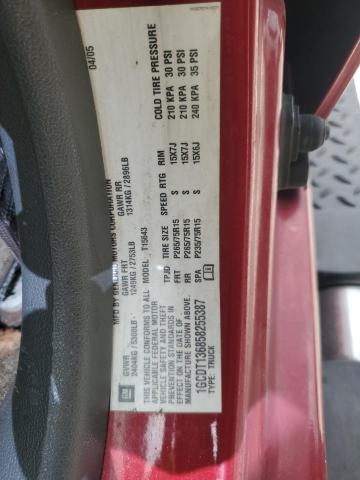 MFD BY GENERAL MOTORS CORPORATION 04/05
GVWR GAWR FRT GAWR RR
2404KG / 5300LB 1249KG / 2753LB 1314KG / 2896LB
THIS VEHICLE CONFORMS TO ALL
APPLICABLE FEDERAL MOTOR
VEHICLE SAFETY AND THEFT
PREVENTION STANDARDS IN
EFFECT ON THE DATE OF
MANUFACTURE SHOWN ABOVE.
1GCDT136858255387
TYPE: TRUCK
MODEL: T15643
TPJD TIRE SIZE SPEED RTG RIM COLD TIRE PRESSURE
FRT P265/75R15 S 15X7J 210 KPA 30 PSI
RR P265/75R15 S 15X7J 210 KPA 30 PSI
SPA P235/75R15 S 15X6J 240 KPA 35 PSI
GM